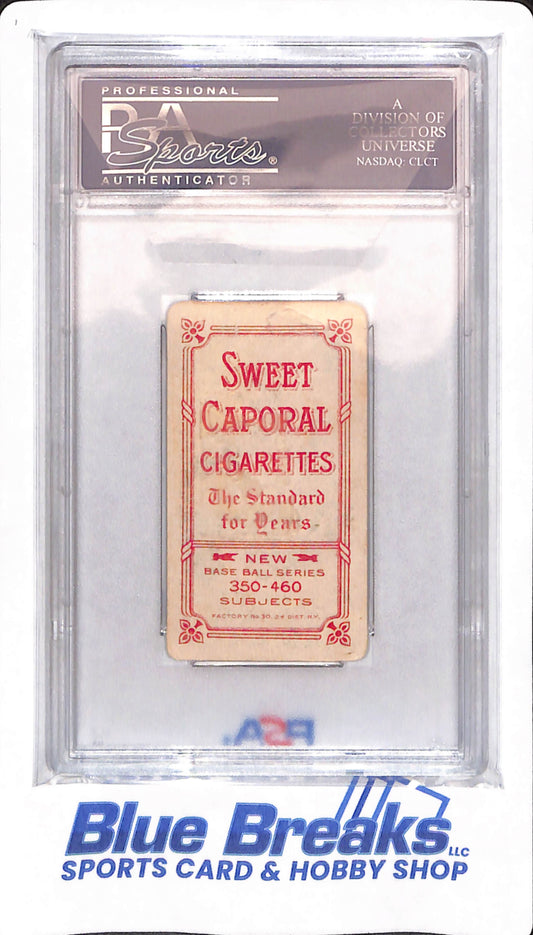 PROFESSIONAL
PSA
Sports®
AUTHENTICATOR
A
DIVISION OF
COLLECTORS
UNIVERSE
NASDAQ: CLCT
SWEET
CAPORAL
CIGARETTES
The Standard
for Years-
NEW
BASE BALL SERIES
350-460
SUBJECTS
FACTORY No 30, 2d DIST. N.Y.
PSA.
Blue Breaks LLC
SPORTS CARD & HOBBY SHOP